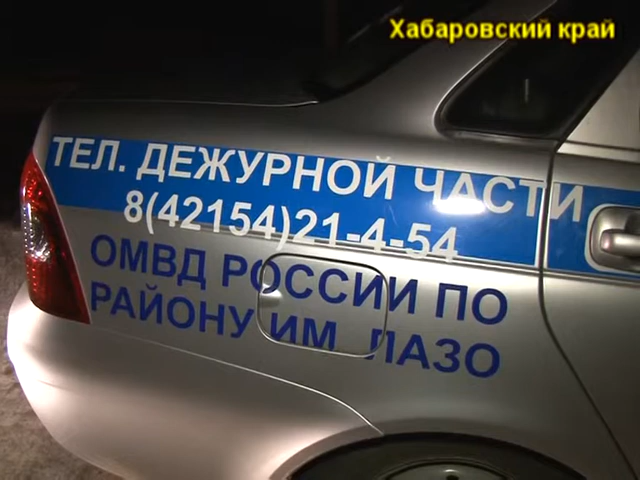 Хабаровский край
ТЕЛ. ДЕЖУРНОЙ ЧАСТИ
8(42154)21-4-54
ОМВД РОССИИ ПО
РАЙОНУ ИМ ЛАЗО